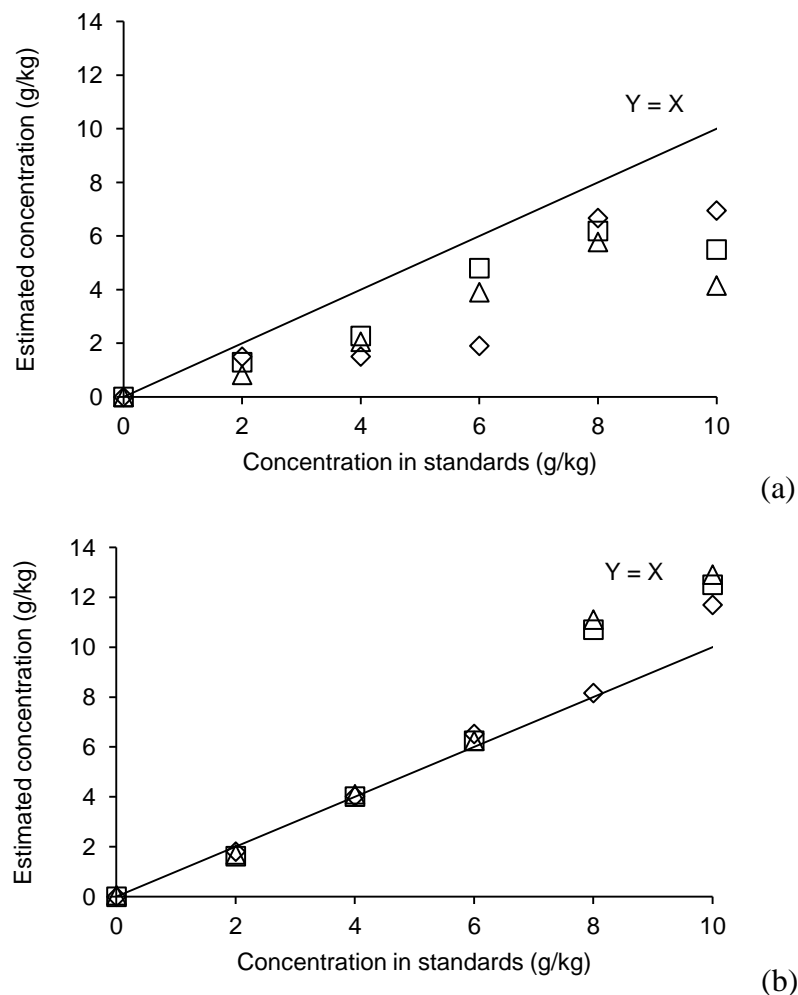 14
12
10
8
6
4
2
0
Estimated concentration (g/kg)
Y = X
0 2 4 6 8 10
Concentration in standards (g/kg)
(a)
14
12
10
8
6
4
2
0
Estimated concentration (g/kg)
Y = X
0 2 4 6 8 10
Concentration in standards (g/kg)
(b)